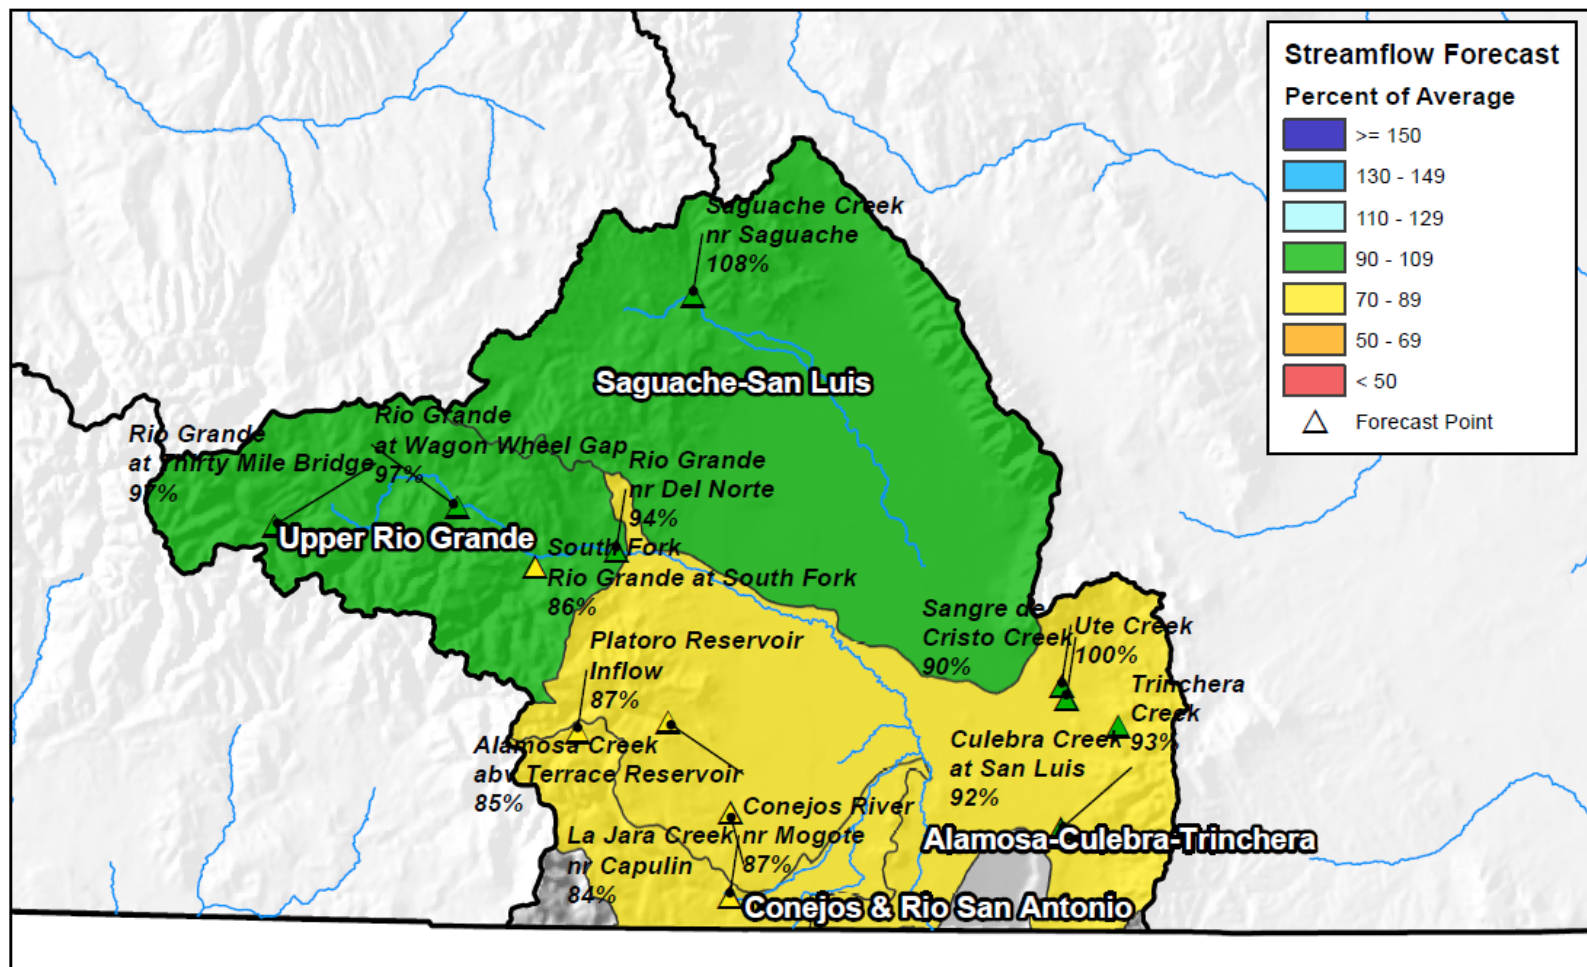 Streamflow Forecast
Percent of Average
>= 150
130 - 149
110 - 129
90 - 109
70 - 89
50 - 69
< 50
Forecast Point
Saguache Creek
nr Saguache
108%
Saguache-San Luis
Rio Grande
at Thirty Mile Bridge
97%
Rio Grande
at Wagon Wheel Gap
97%
Rio Grande
nr Del Norte
94%
Upper Rio Grande
South Fork
Rio Grande at South Fork
86%
Platoro Reservoir
Inflow
87%
Sangre de
Cristo Creek
90%
Ute Creek
100%
Trinchera
Creek
93%
Alamosa Creek
abv Terrace Reservoir
85%
Culebra Creek
at San Luis
92%
Conejos River
nr Mogote
87%
La Jara Creek
nr Capulin
84%
Alamosa-Culebra-Trinchera
Conejos & Rio San Antonio